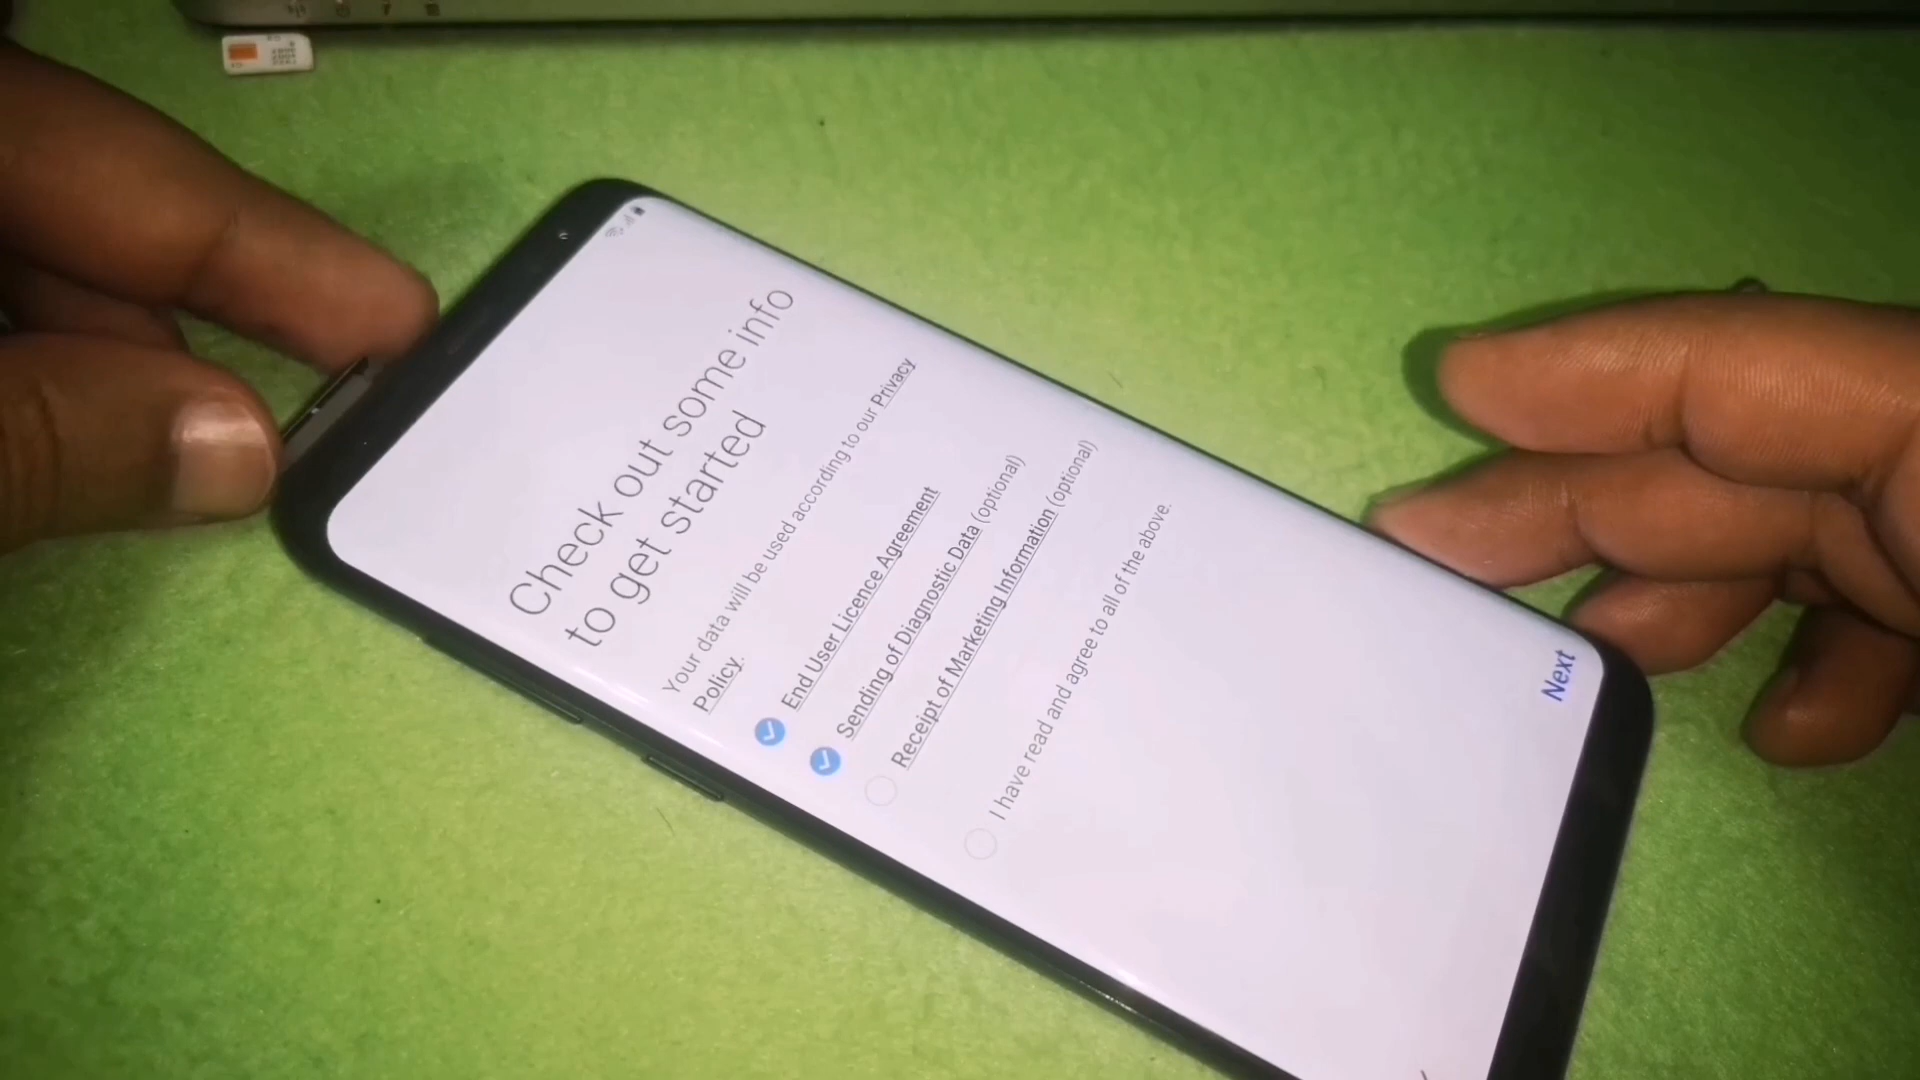 Check out some info
to get started
Your data will be used according to our Privacy
Policy.
End User Licence Agreement
Sending of Diagnostic Data (optional)
Receipt of Marketing Information (optional)
I have read and agree to all of the above.
Next